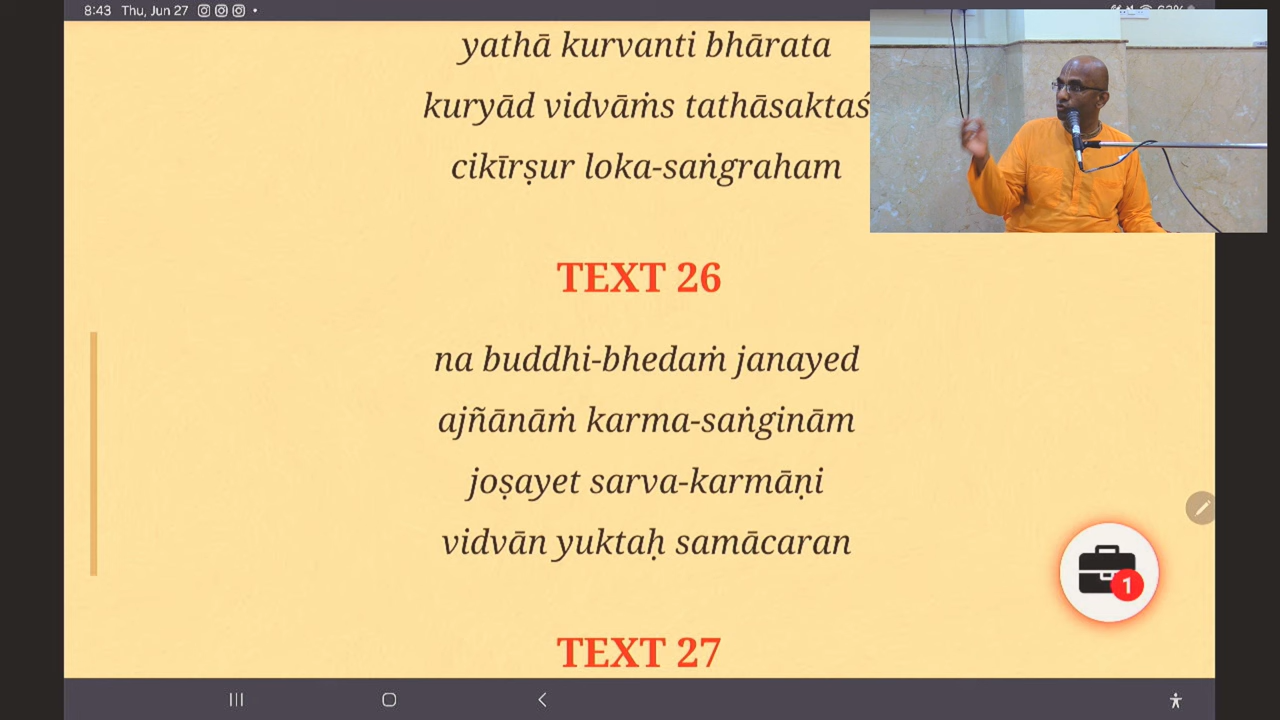 8:43 Thu, Jun 27
63%
yathā kurvanti bhārata
kuryād vidvāṁs tathāsaktaś
cikīrṣur loka-saṅgraham
TEXT 26
na buddhi-bhedaṁ janayed
ajñānāṁ karma-saṅginām
joṣayet sarva-karmāṇi
vidvān yuktaḥ samācaran
1
TEXT 27